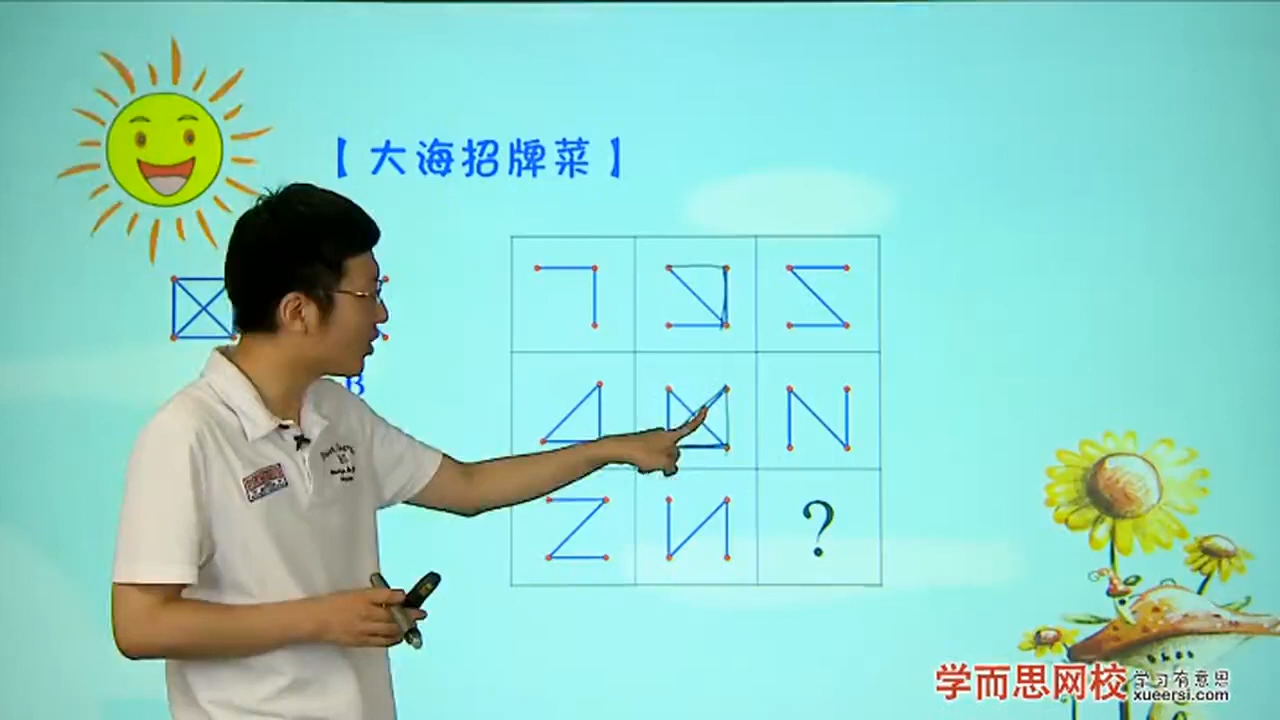 【大海招牌菜】
B
?
学而思网校 学习有意思
xueersi.com